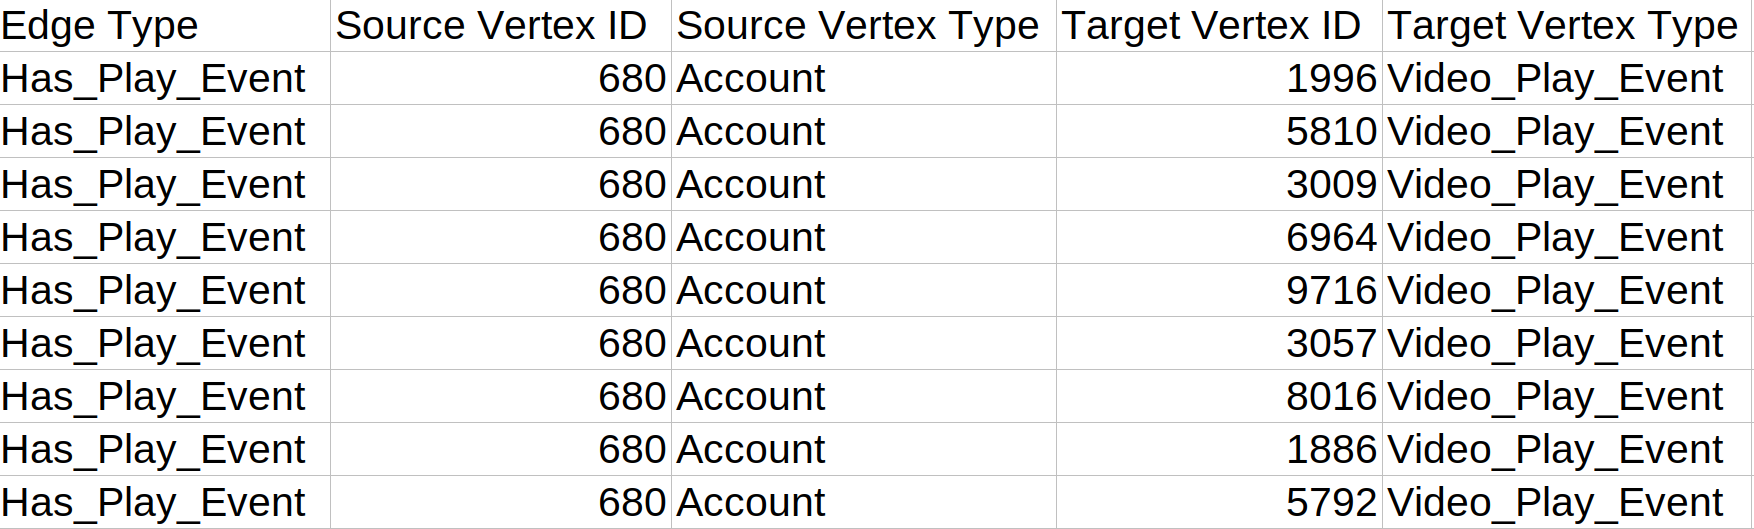 Edge Type Source Vertex ID Source Vertex Type Target Vertex ID Target Vertex Type
Has_Play_Event 680 Account 1996 Video_Play_Event
Has_Play_Event 680 Account 5810 Video_Play_Event
Has_Play_Event 680 Account 3009 Video_Play_Event
Has_Play_Event 680 Account 6964 Video_Play_Event
Has_Play_Event 680 Account 9716 Video_Play_Event
Has_Play_Event 680 Account 3057 Video_Play_Event
Has_Play_Event 680 Account 8016 Video_Play_Event
Has_Play_Event 680 Account 1886 Video_Play_Event
Has_Play_Event 680 Account 5792 Video_Play_Event